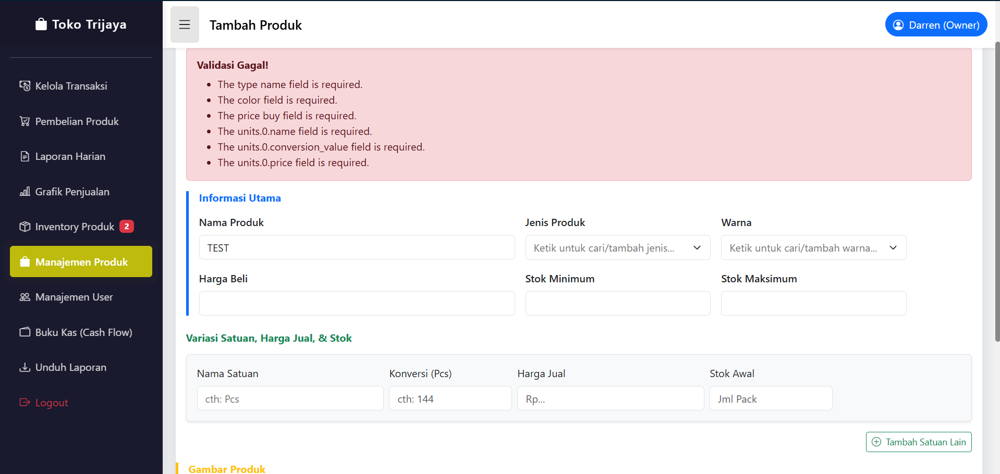 Toko Trijaya
Kelola Transaksi
Pembelian Produk
Laporan Harian
Grafik Penjualan
Inventory Produk 2
Manajemen Produk
Manajemen User
Buku Kas (Cash Flow)
Unduh Laporan
Logout
Tambah Produk
Darren (Owner)
Validasi Gagal!
The type name field is required.
The color field is required.
The price buy field is required.
The units.0.name field is required.
The units.0.conversion_value field is required.
The units.0.price field is required.
Informasi Utama
Nama Produk Jenis Produk Warna
TEST Ketik untuk cari/tambah jenis... Ketik untuk cari/tambah warna...
Harga Beli Stok Minimum Stok Maksimum
Variasi Satuan, Harga Jual, & Stok
Nama Satuan Konversi (Pcs) Harga Jual Stok Awal
cth: Pcs cth: 144 Rp... Jml Pack
Tambah Satuan Lain
Gambar Produk